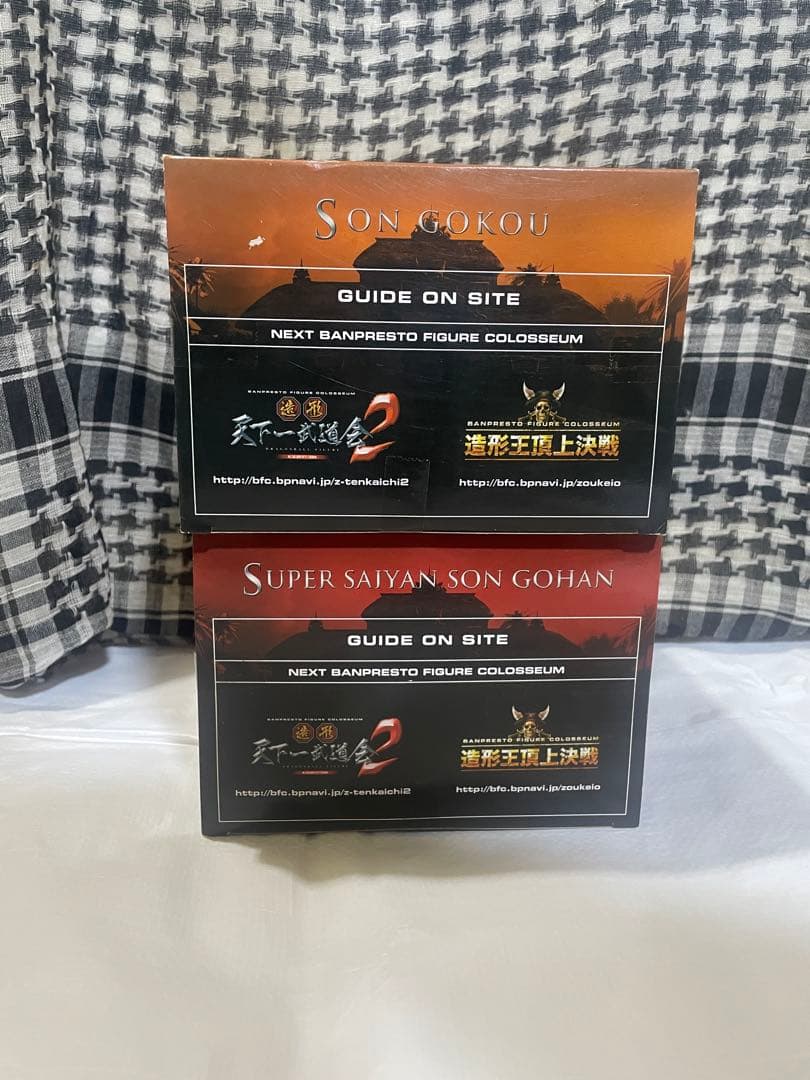 SON GOKOU
GUIDE ON SITE
NEXT BANPRESTO FIGURE COLOSSEUM
BANPRESTO FIGURE COLOSSEUM
造形
天下一武道会2
http://bfc.bpnavi.jp/z-tenkaichi2
BANPRESTO FIGURE COLOSSEUM
造形王頂上決戦
http://bfc.bpnavi.jp/zoukeio
SUPER SAIYAN SON GOHAN
GUIDE ON SITE
NEXT BANPRESTO FIGURE COLOSSEUM
BANPRESTO FIGURE COLOSSEUM
造形
天下一武道会2
http://bfc.bpnavi.jp/z-tenkaichi2
BANPRESTO FIGURE COLOSSEUM
造形王頂上決戦
http://bfc.bpnavi.jp/zoukeio